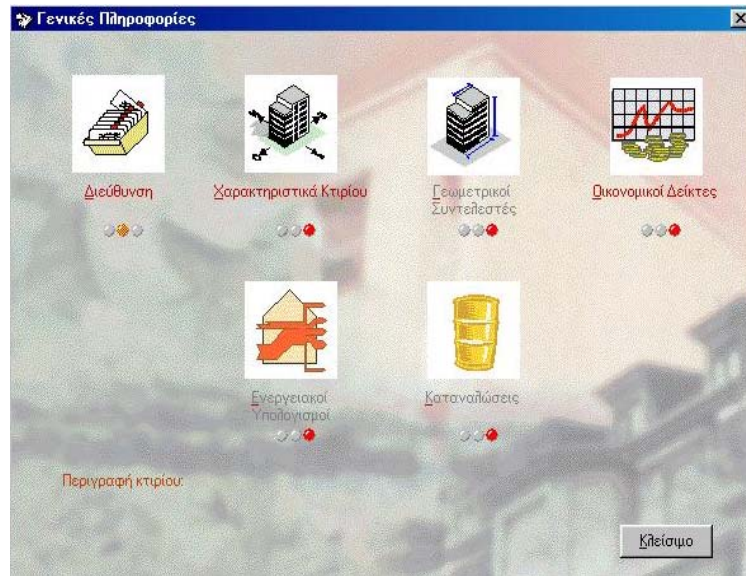 Γενικές Πληροφορίες
Διεύθυνση
Χαρακτηριστικά Κτιρίου
Γεωμετρικοί
Συντελεστές
Οικονομικοί Δείκτες
Ενεργειακοί
Υπολογισμοί
Καταναλώσεις
Περιγραφή κτιρίου:
Κλείσιμο